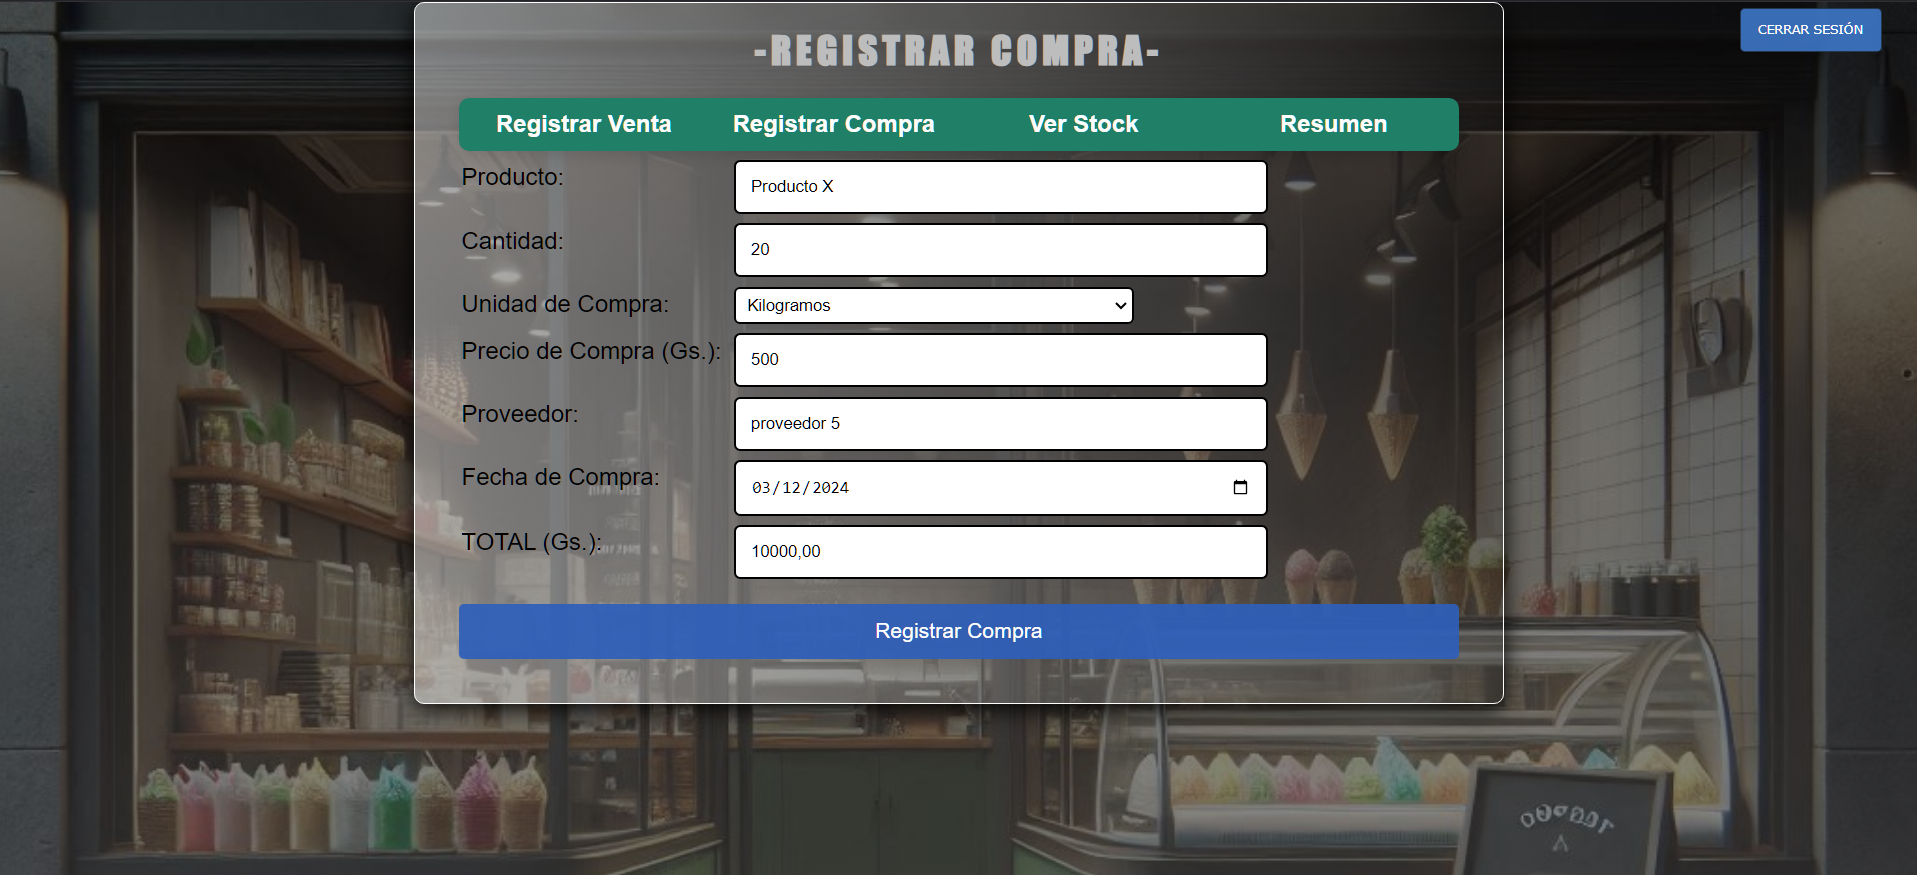 -REGISTRAR COMPRA-
CERRAR SESIÓN
Registrar Venta Registrar Compra Ver Stock Resumen
Producto: Producto X
Cantidad: 20
Unidad de Compra: Kilogramos
Precio de Compra (Gs.): 500
Proveedor: proveedor 5
Fecha de Compra: 03/12/2024
TOTAL (Gs.): 10000,00
Registrar Compra